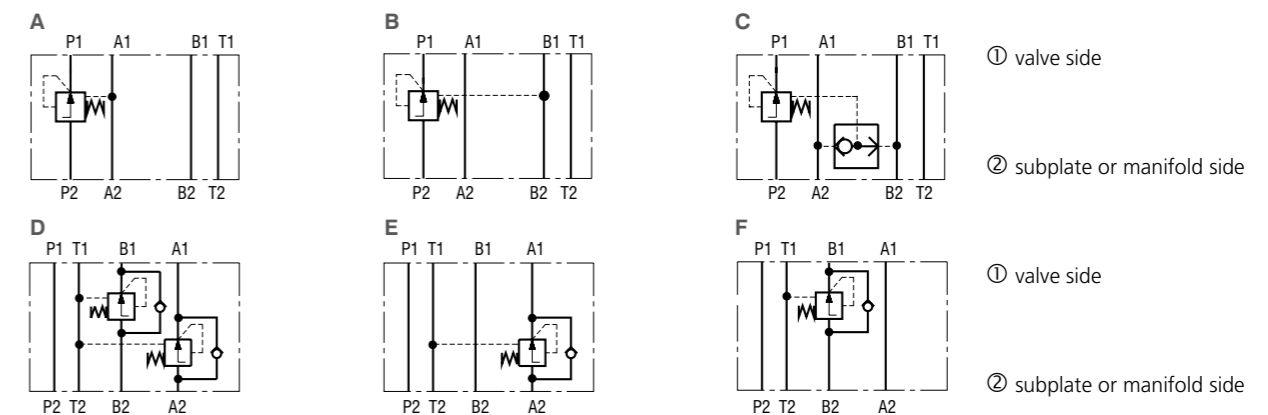 A
P1 A1 B1 T1
P2 A2 B2 T2
B
P1 A1 B1 T1
P2 A2 B2 T2
C
P1 A1 B1 T1
P2 A2 B2 T2
① valve side
② subplate or manifold side
D
P1 T1 B1 A1
P2 T2 B2 A2
E
P1 T1 B1 A1
P2 T2 B2 A2
F
P1 T1 B1 A1
P2 T2 B2 A2
① valve side
② subplate or manifold side